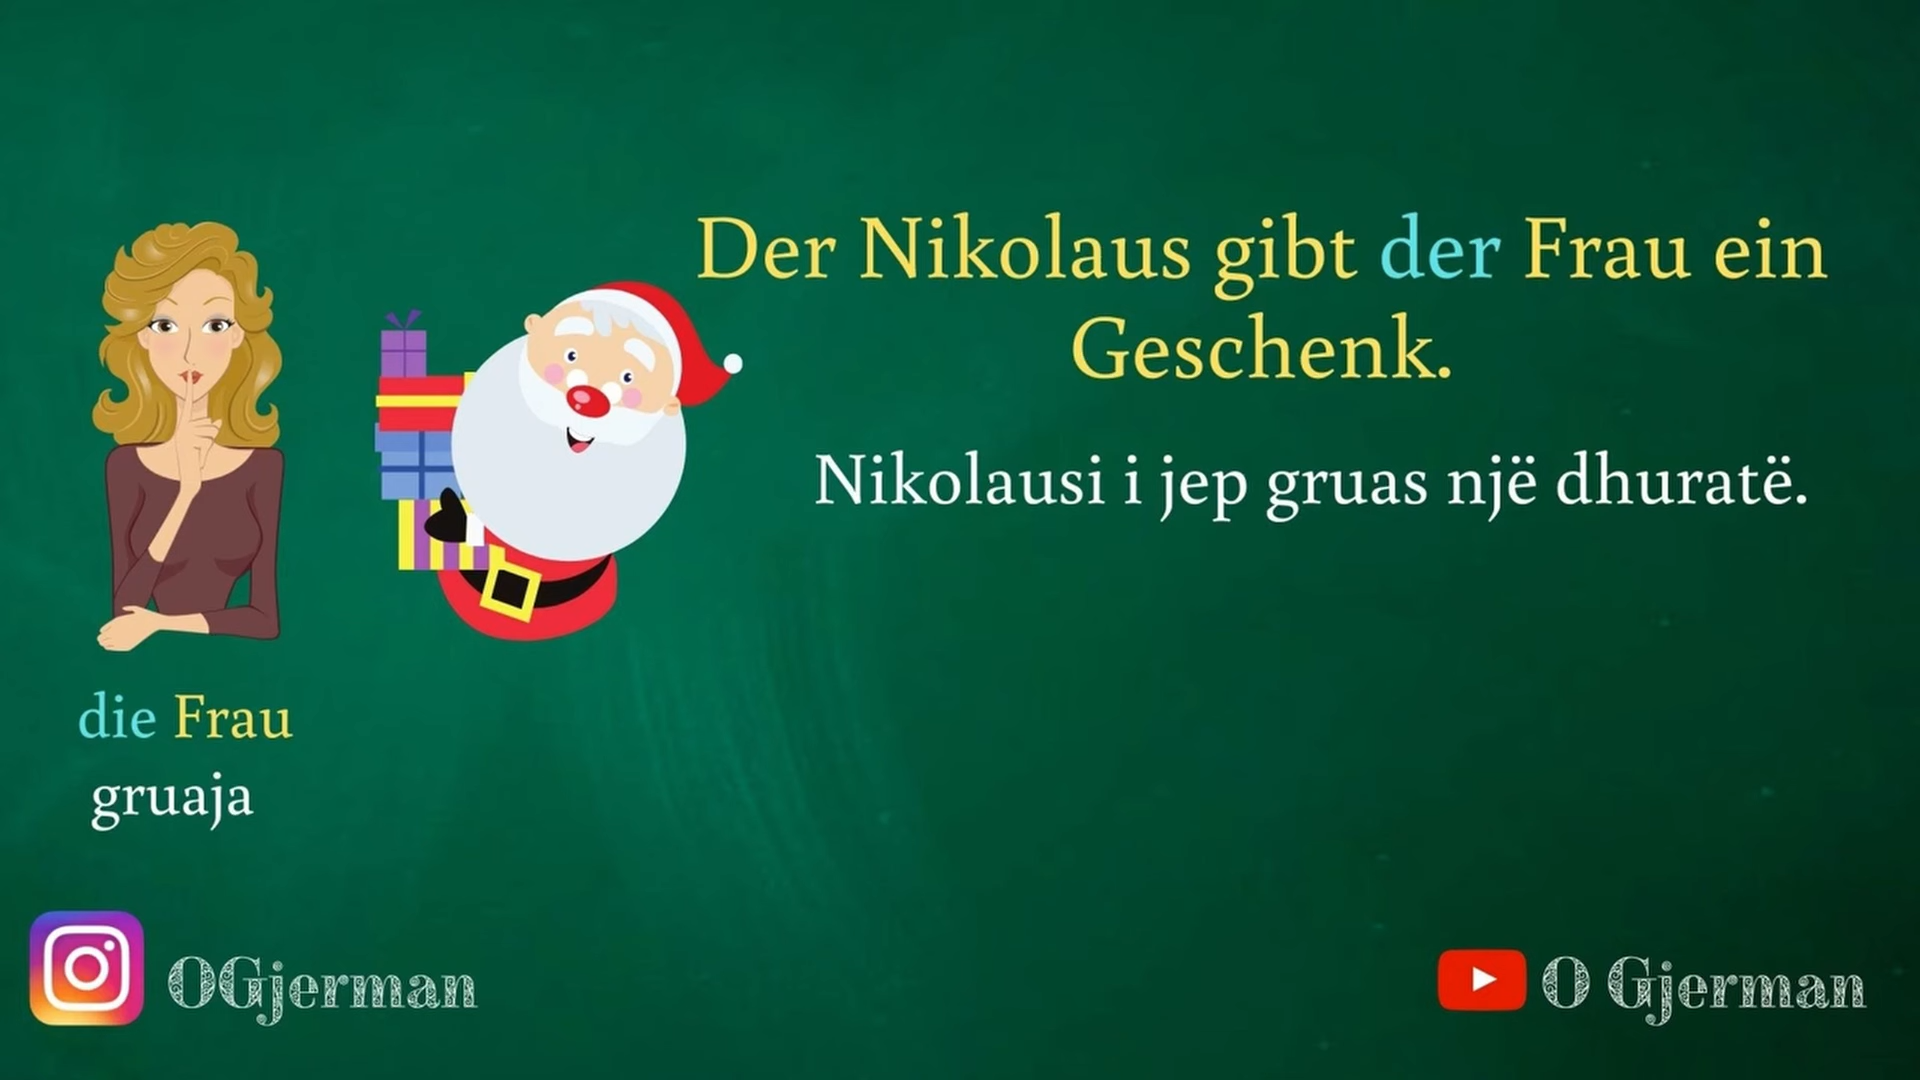 Der Nikolaus gibt der Frau ein
Geschenk.
Nikolausi i jep gruas një dhuratë.
die Frau
gruaja
OGjerman
O Gjerman